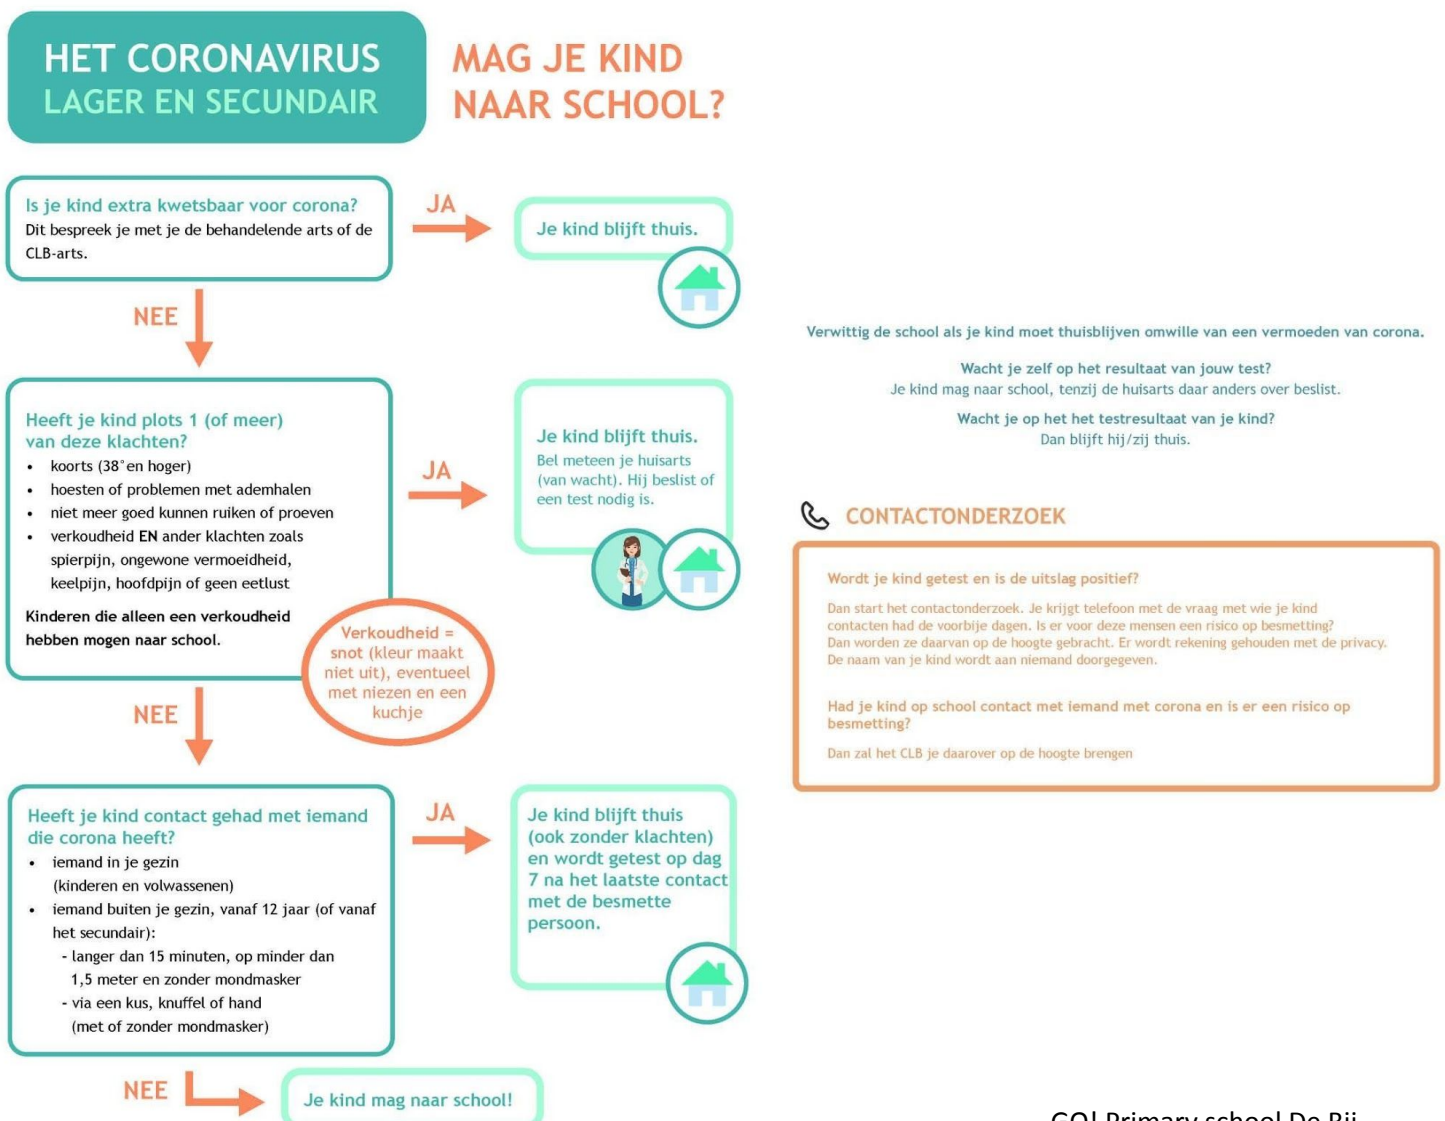 HET CORONAVIRUS
LAGER EN SECUNDAIR
MAG JE KIND
NAAR SCHOOL?
Is je kind extra kwetsbaar voor corona?
Dit bespreek je met je de behandelende arts of de
CLB-arts.
JA
Je kind blijft thuis.
NEE
Heeft je kind plots 1 (of meer)
van deze klachten?
• koorts (38°en hoger)
• hoesten of problemen met ademhalen
• niet meer goed kunnen ruiken of proeven
• verkoudheid EN ander klachten zoals
spierpijn, ongewone vermoeidheid,
keelpijn, hoofdpijn of geen eetlust
Kinderen die alleen een verkoudheid
hebben mogen naar school.
Verkoudheid =
snot (kleur maakt
niet uit), eventueel
met niezen en een
kuchje
JA
Je kind blijft thuis.
Bel meteen je huisarts
(van wacht). Hij beslist of
een test nodig is.
NEE
Heeft je kind contact gehad met iemand
die corona heeft?
• iemand in je gezin
(kinderen en volwassenen)
• iemand buiten je gezin, vanaf 12 jaar (of vanaf
het secundair):
- langer dan 15 minuten, op minder dan
1,5 meter en zonder mondmasker
- via een kus, knuffel of hand
(met of zonder mondmasker)
JA
Je kind blijft thuis
(ook zonder klachten)
en wordt getest op dag
7 na het laatste contact
met de besmette
persoon.
NEE
Je kind mag naar school!
Verwittig de school als je kind moet thuisblijven omwille van een vermoeden van corona.
Wacht je zelf op het resultaat van jouw test?
Je kind mag naar school, tenzij de huisarts daar anders over beslist.
Wacht je op het het testresultaat van je kind?
Dan blijft hij/zij thuis.
CONTACTONDERZOEK
Wordt je kind getest en is de uitslag positief?
Dan start het contactonderzoek. Je krijgt telefoon met de vraag met wie je kind
contacten had de voorbije dagen. Is er voor deze mensen een risico op besmetting?
Dan worden ze daarvan op de hoogte gebracht. Er wordt rekening gehouden met de privacy.
De naam van je kind wordt aan niemand doorgegeven.
Had je kind op school contact met iemand met corona en is er een risico op
besmetting?
Dan zal het CLB je daarover op de hoogte brengen
GO! Primary school De Bij